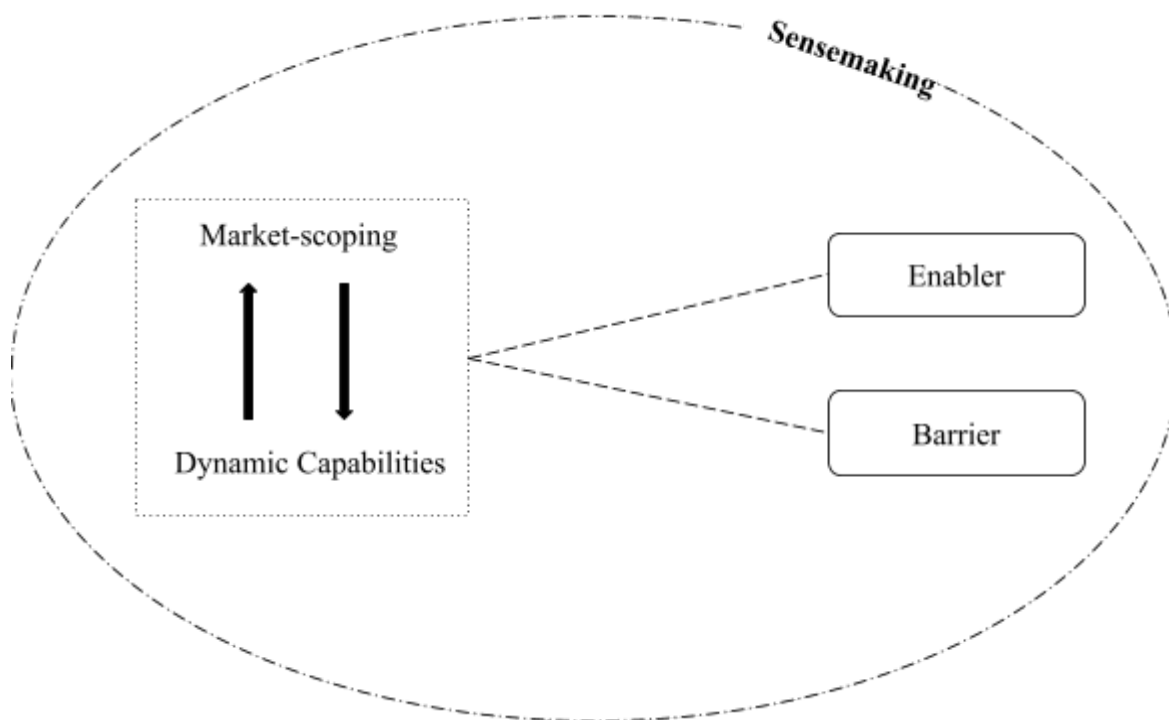 Sensemaking
Market-scoping
Enabler
Barrier
Dynamic Capabilities